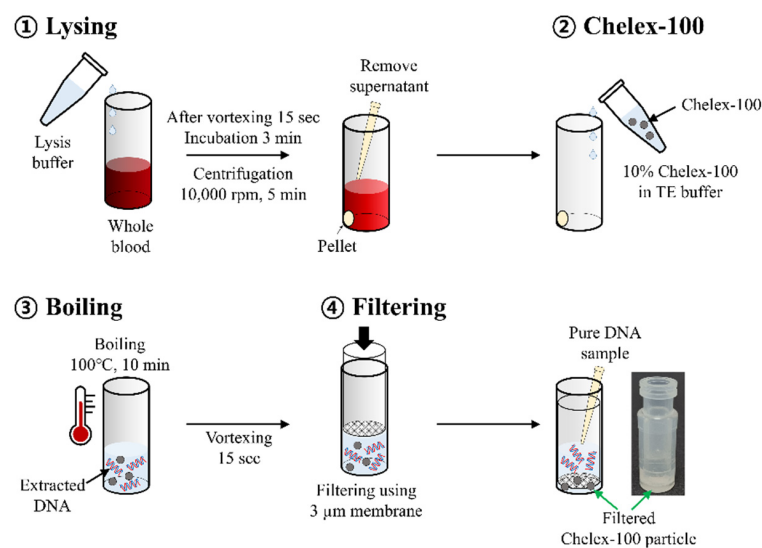 ① Lysing
Lysis
buffer
Whole
blood
After vortexing 15 sec
Incubation 3 min
Centrifugation
10,000 rpm, 5 min
Remove
supernatant
Pellet
② Chelex-100
Chelex-100
10% Chelex-100
in TE buffer
③ Boiling
Boiling
100℃, 10 min
Extracted
DNA
Vortexing
15 scc
④ Filtering
Filtering using
3 μm membrane
Pure DNA
sample
Filtered
Chelex-100 particle